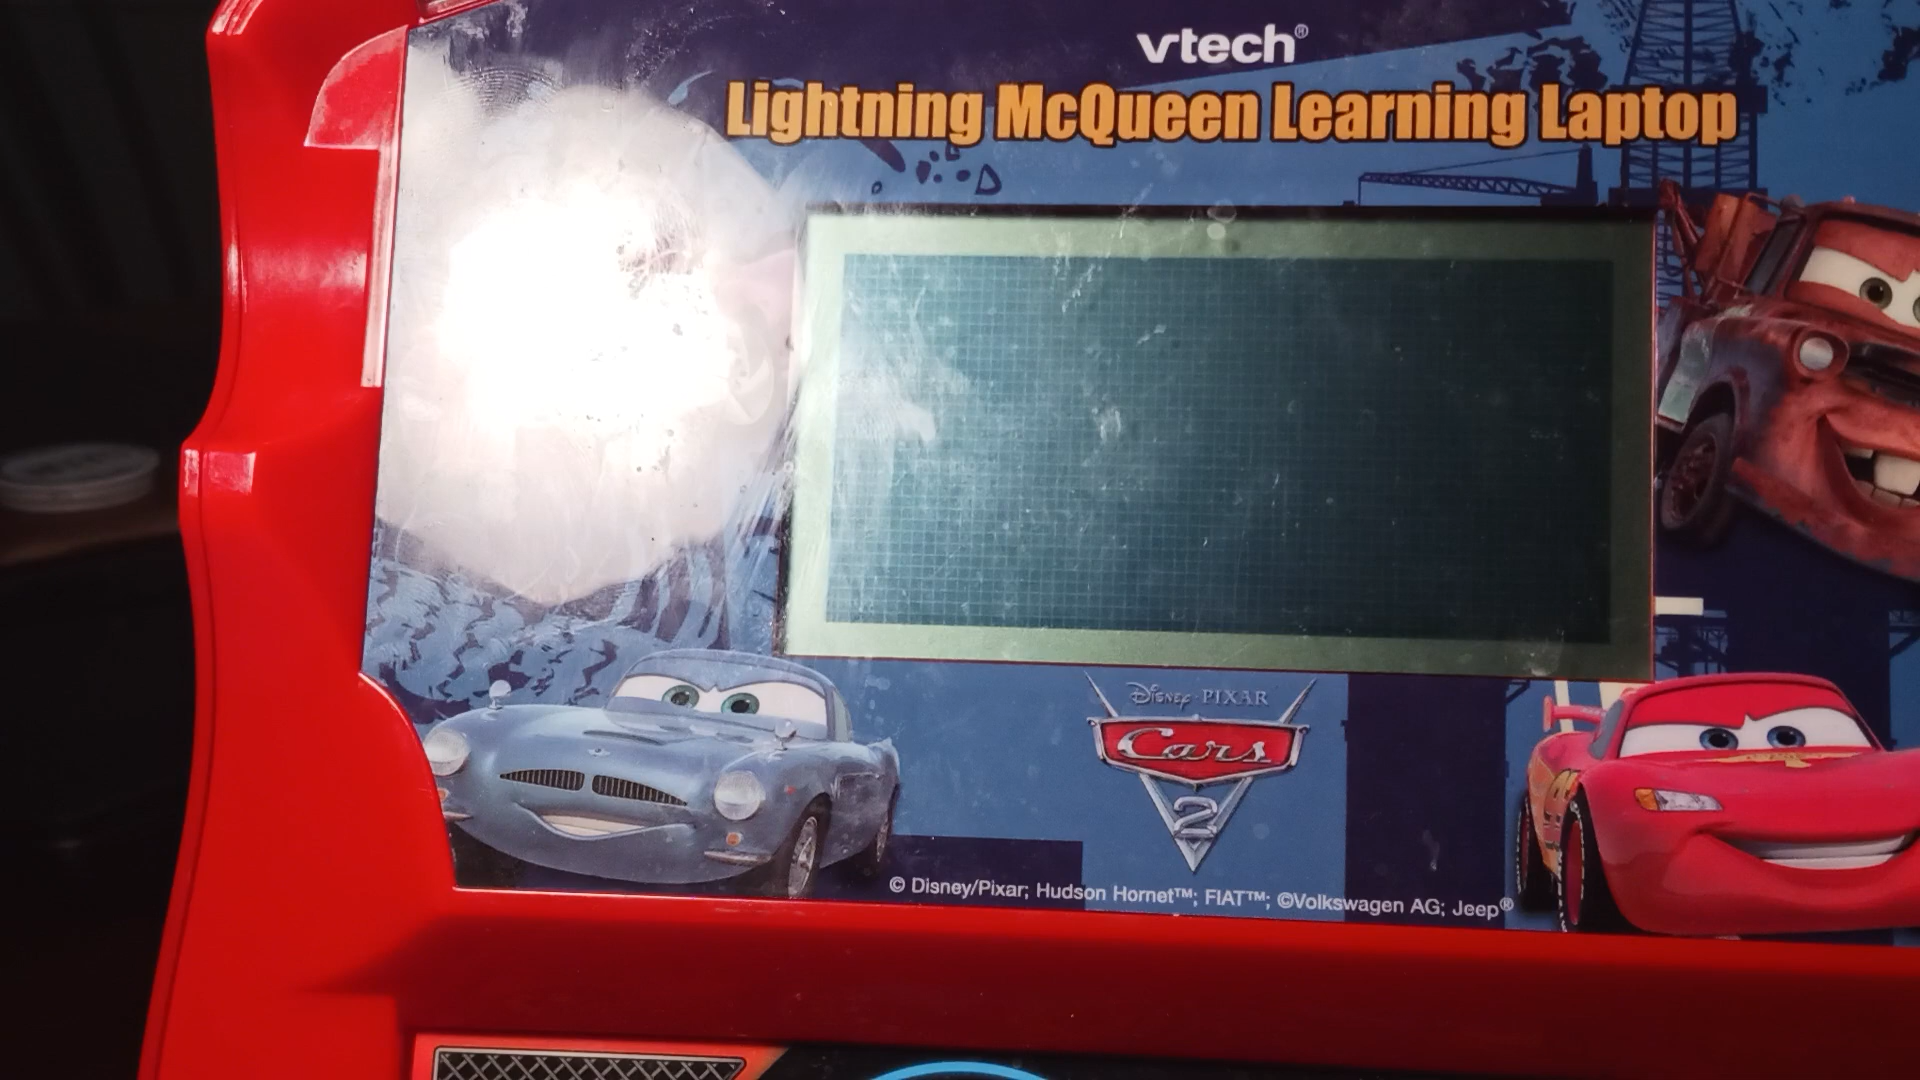 vtech®
Lightning McQueen Learning Laptop
Disney · PIXAR
Cars
2
© Disney/Pixar; Hudson Hornet™; FIAT™; ©Volkswagen AG; Jeep®